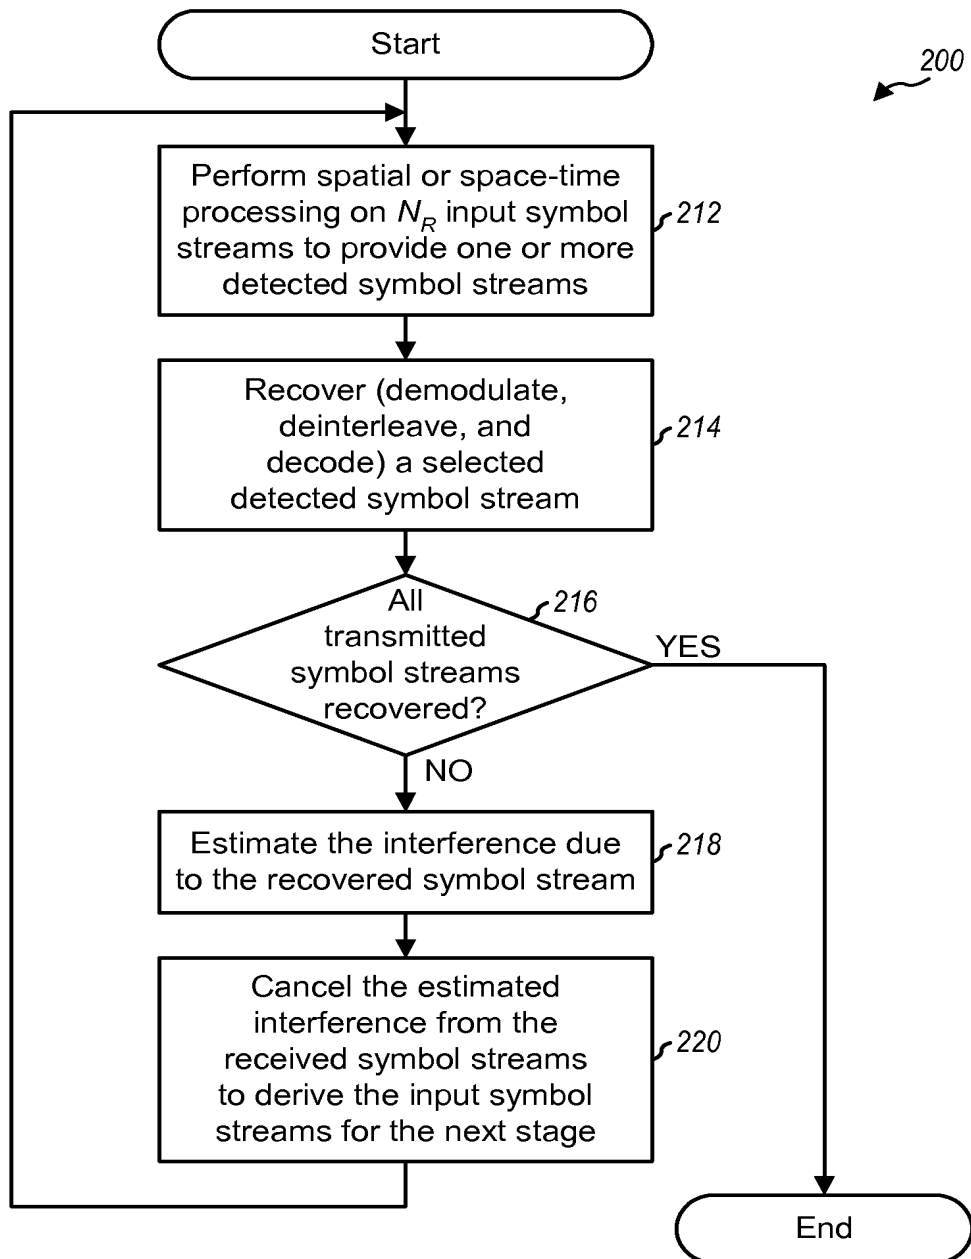 Start
200
Perform spatial or space-time
processing on NR input symbol
streams to provide one or more
detected symbol streams
212
Recover (demodulate,
deinterleave, and
decode) a selected
detected symbol stream
214
All
transmitted
symbol streams
recovered?
216
YES
NO
Estimate the interference due
to the recovered symbol stream
218
Cancel the estimated
interference from the
received symbol streams
to derive the input symbol
streams for the next stage
220
End